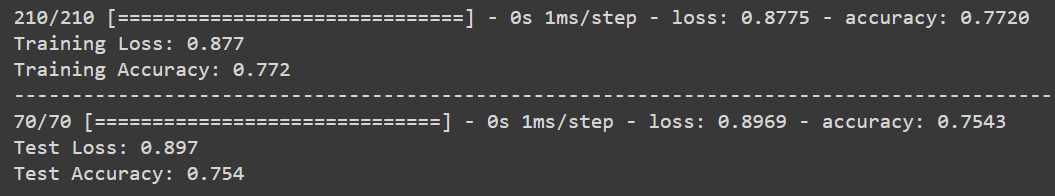 210/210 [==============================] - 0s 1ms/step - loss: 0.8775 - accuracy: 0.7720
Training Loss: 0.877
Training Accuracy: 0.772
------------------------------------------------------------------------------------------
70/70 [==============================] - 0s 1ms/step - loss: 0.8969 - accuracy: 0.7543
Test Loss: 0.897
Test Accuracy: 0.754